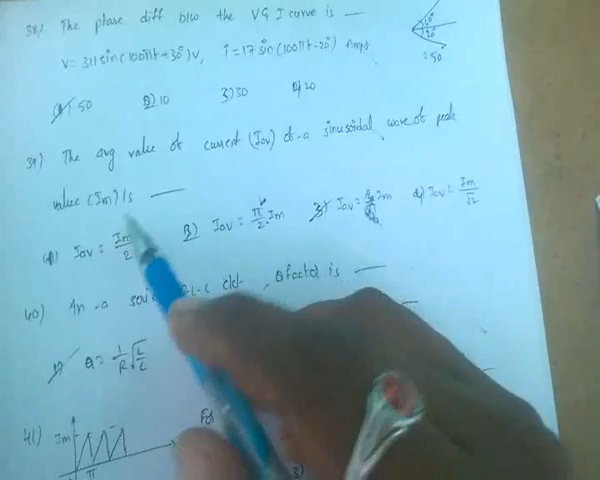 38) The phase diff b/w the V & I curve is —
V = 311 sin(100πt+30°)V, i = 17 sin(100πt-20°) Amps
30°
20°
= 50
1) 50 2) 10 3) 30 4) 20
39) The avg value of current (Iav) of a sinusoidal wave of peak
value (Im) is —
1) Iav = Im/2 2) Iav = π/2 . Im 3) Iav = Im 4) Iav = Im/√2
40) In a series L-C ckt, Q factor is —
1) Q = 1/R √L/C
41) Im
π
For
3)